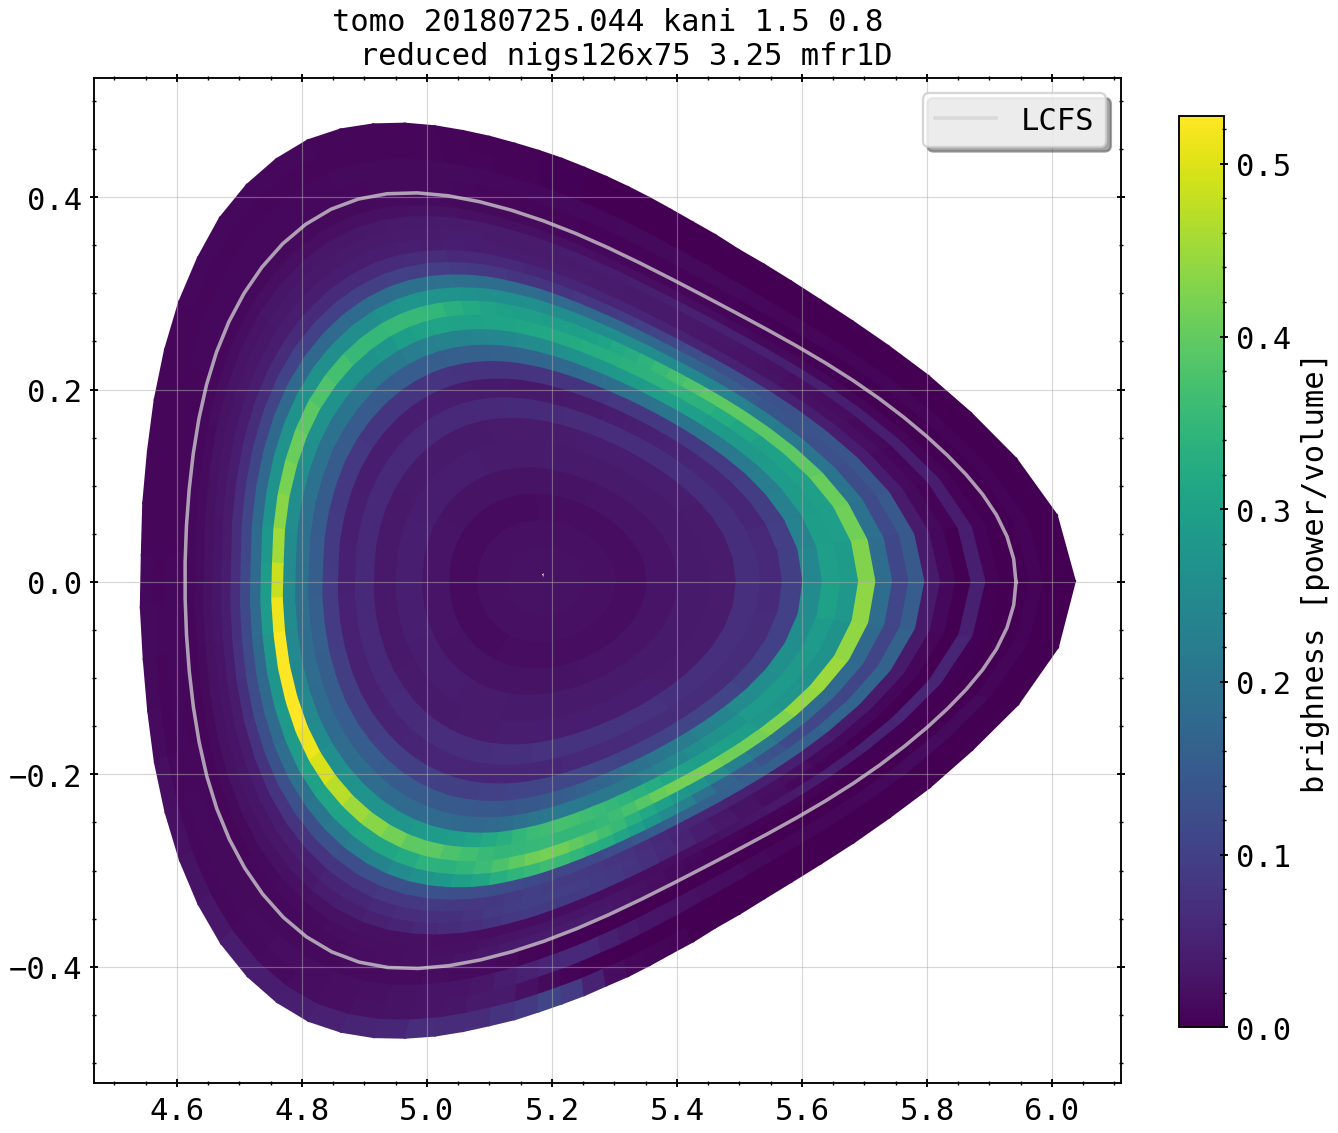 tomo 20180725.044 kani 1.5 0.8
reduced nigs126x75 3.25 mfr1D
LCFS
0.4
0.2
0.0
−0.2
−0.4
4.6 4.8 5.0 5.2 5.4 5.6 5.8 6.0
0.5
0.4
0.3
0.2
0.1
0.0
brighness [power/volume]